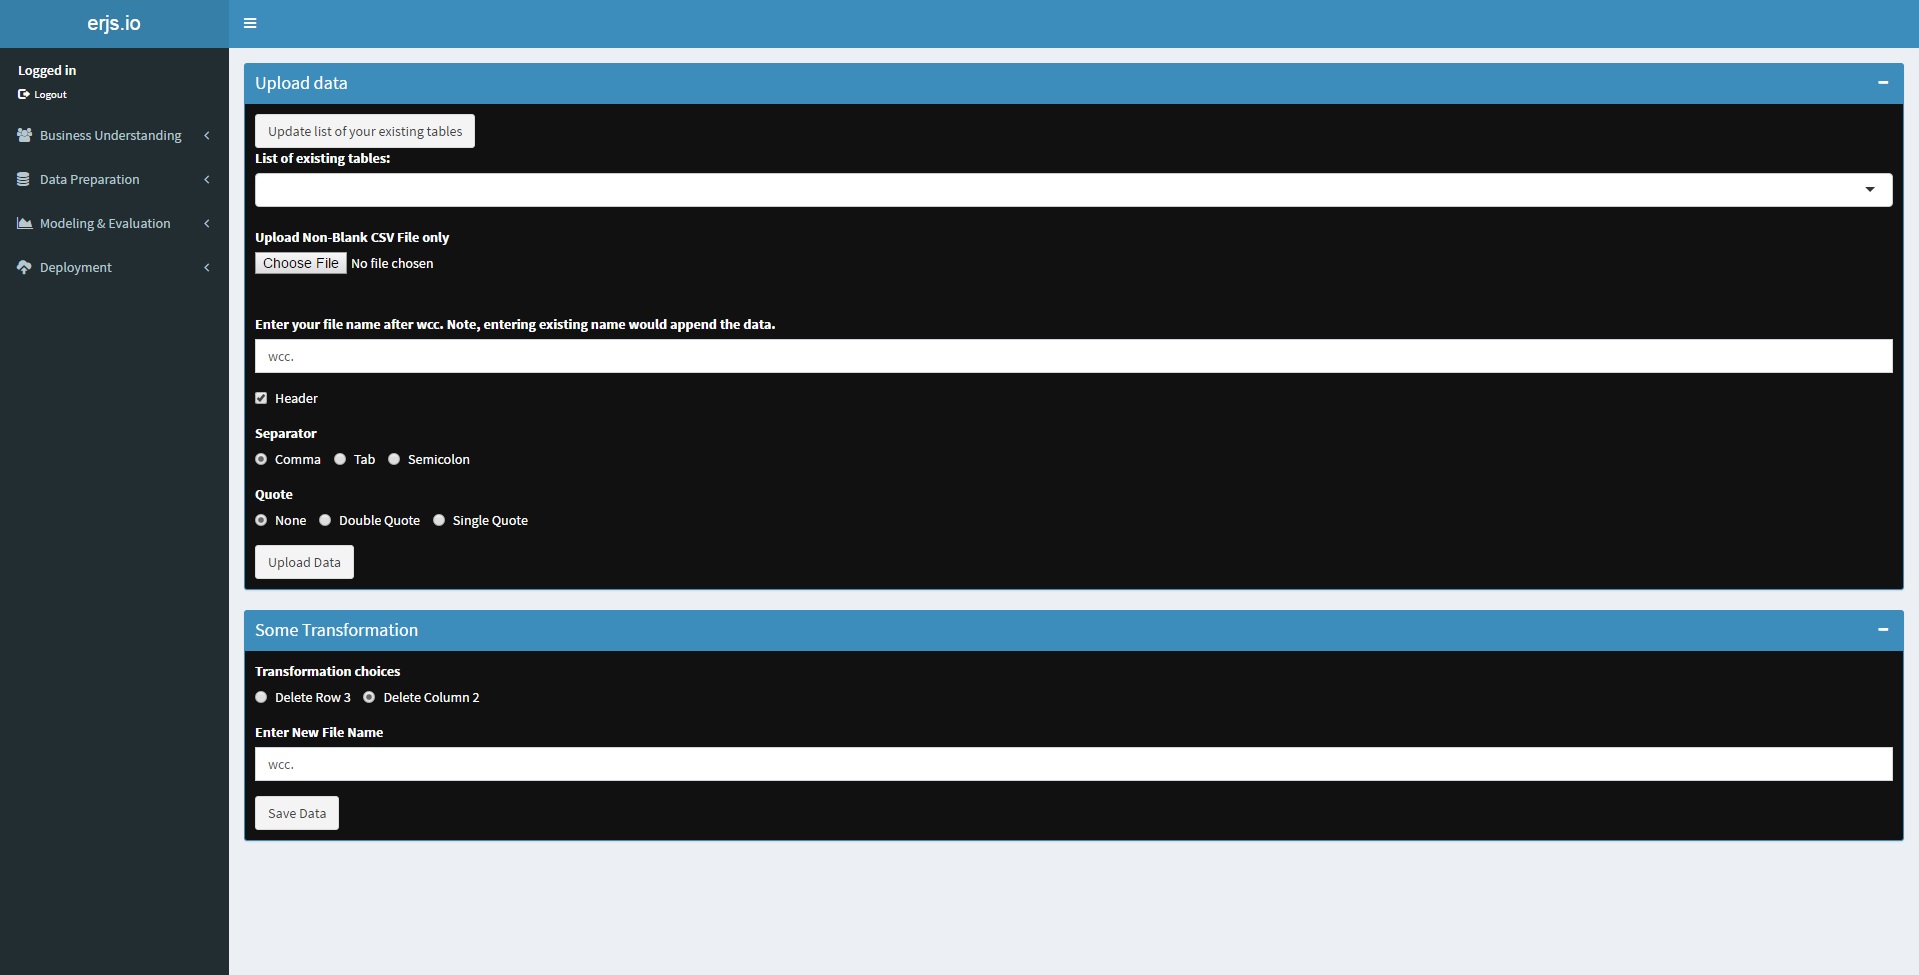 erjs.io
Logged in
Logout
Business Understanding
Data Preparation
Modeling & Evaluation
Deployment
Upload data
Update list of your existing tables
List of existing tables:
Upload Non-Blank CSV File only
Choose File No file chosen
Enter your file name after wcc. Note, entering existing name would append the data.
wcc.
Header
Separator
Comma Tab Semicolon
Quote
None Double Quote Single Quote
Upload Data
Some Transformation
Transformation choices
Delete Row 3 Delete Column 2
Enter New File Name
wcc.
Save Data